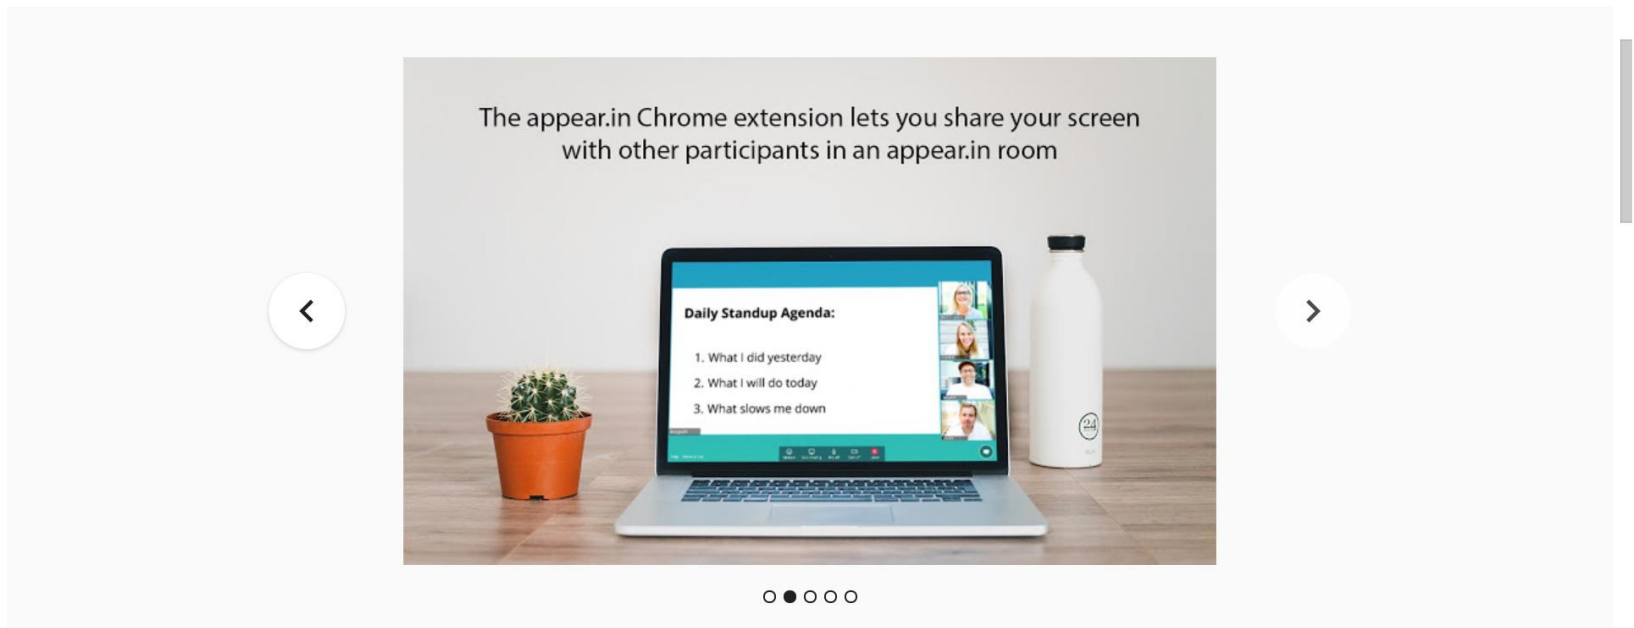 The appear.in Chrome extension lets you share your screen
with other participants in an appear.in room
Daily Standup Agenda:
1. What I did yesterday
2. What I will do today
3. What slows me down
24